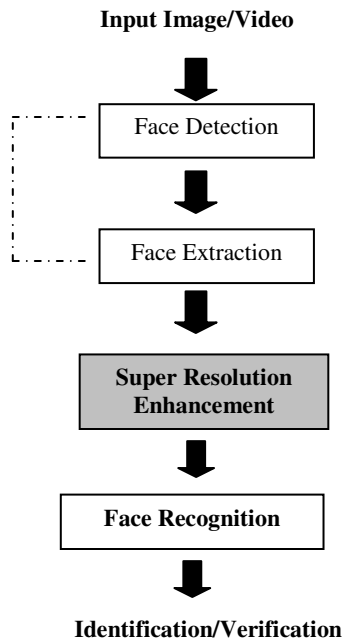 Input Image/Video
Face Detection
Face Extraction
Super Resolution
Enhancement
Face Recognition
Identification/Verification